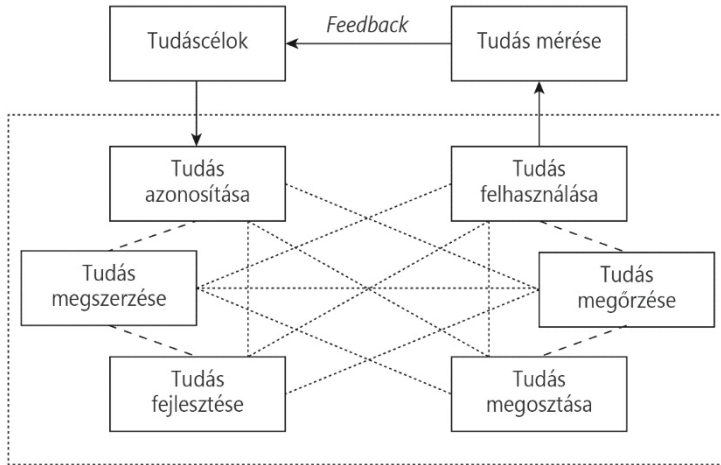 Tudáscélok
Feedback
Tudás mérése
Tudás
azonosítása
Tudás
felhasználása
Tudás
megszerzése
Tudás
megőrzése
Tudás
fejlesztése
Tudás
megosztása